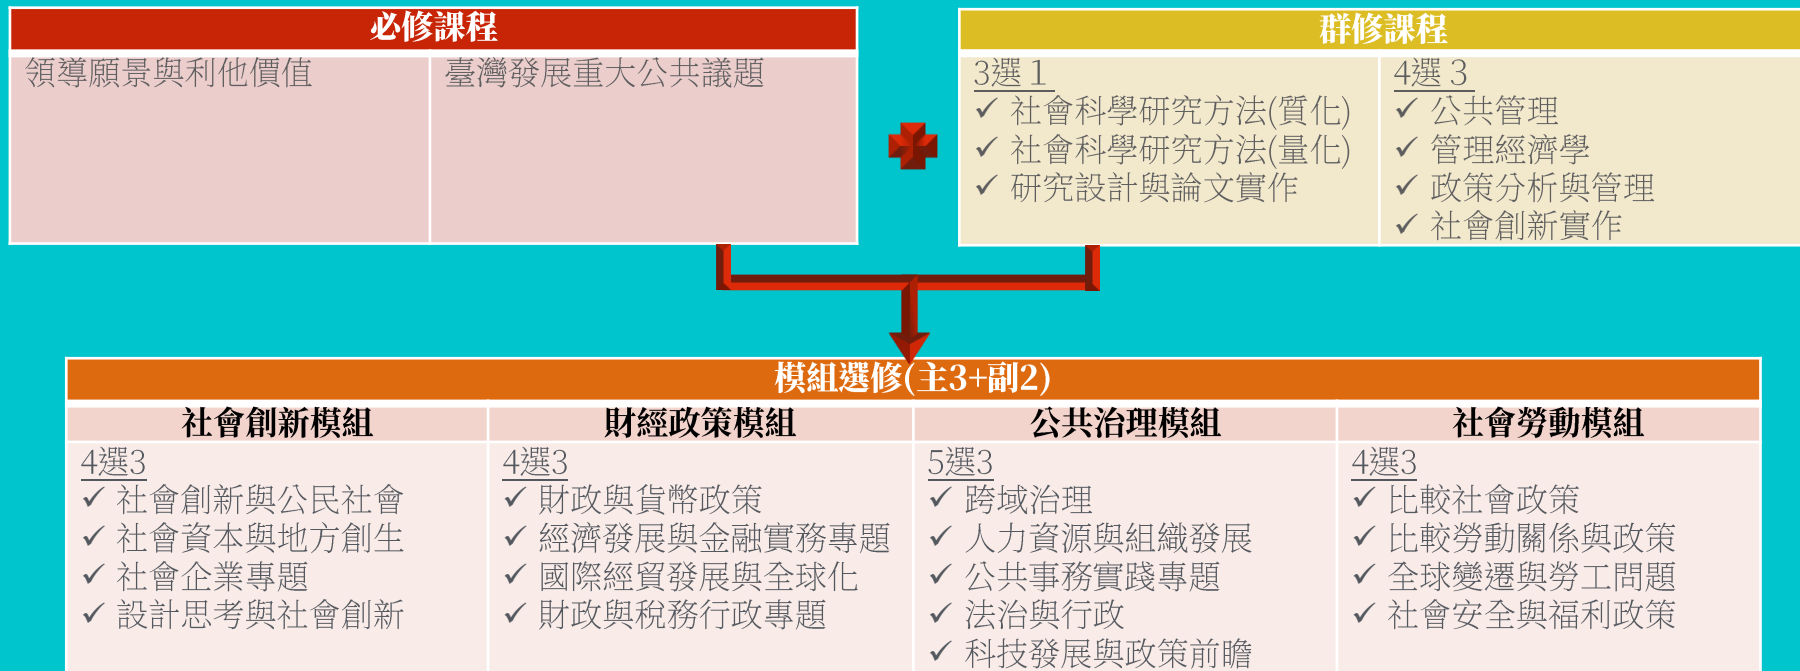 必修課程
領導願景與利他價值
臺灣發展重大公共議題
群修課程
3選 1
✓ 社會科學研究方法(質化)
✓ 社會科學研究方法(量化)
✓ 研究設計與論文實作
4選 3
✓ 公共管理
✓ 管理經濟學
✓ 政策分析與管理
✓ 社會創新實作
模組選修(主3+副2)
社會創新模組
4選3
✓ 社會創新與公民社會
✓ 社會資本與地方創生
✓ 社會企業專題
✓ 設計思考與社會創新
財經政策模組
4選3
✓ 財政與貨幣政策
✓ 經濟發展與金融實務專題
✓ 國際經貿發展與全球化
✓ 財政與稅務行政專題
公共治理模組
5選3
✓ 跨域治理
✓ 人力資源與組織發展
✓ 公共事務實踐專題
✓ 法治與行政
✓ 科技發展與政策前瞻
社會勞動模組
4選3
✓ 比較社會政策
✓ 比較勞動關係與政策
✓ 全球變遷與勞工問題
✓ 社會安全與福利政策